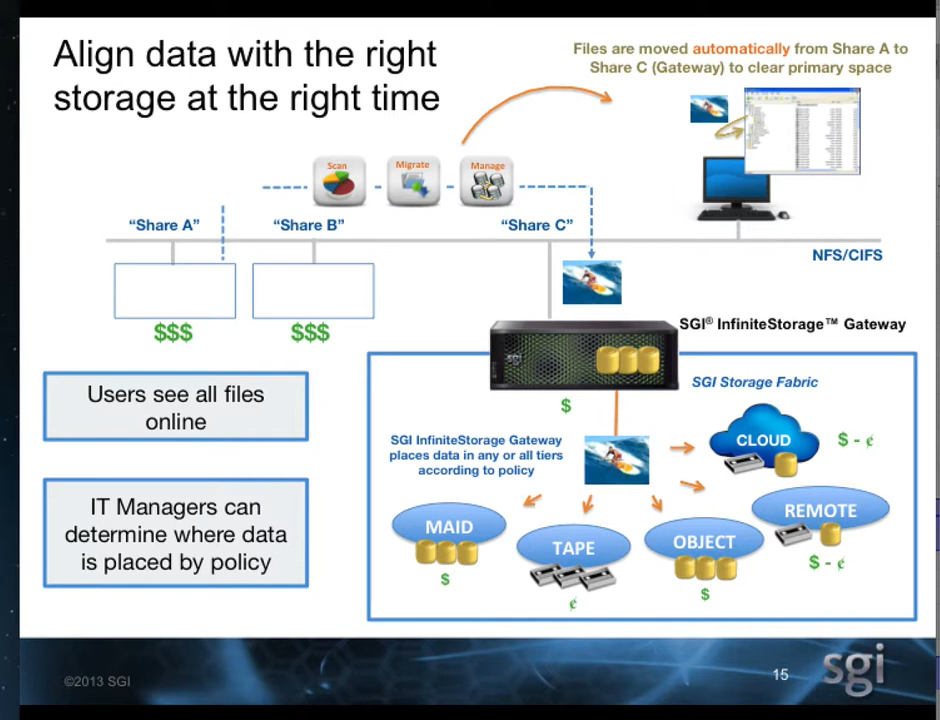 Align data with the right
storage at the right time
Files are moved automatically from Share A to
Share C (Gateway) to clear primary space
Scan
Migrate
Manage
“Share A”
“Share B”
“Share C”
NFS/CIFS
$$$
$$$
SGI® InfiniteStorage™ Gateway
sgi
$
SGI Storage Fabric
Users see all files
online
SGI InfiniteStorage Gateway
places data in any or all tiers
according to policy
CLOUD
$ - ¢
IT Managers can
determine where data
is placed by policy
MAID
$
TAPE
¢
OBJECT
$
REMOTE
$ - ¢
©2013 SGI
15
sgi